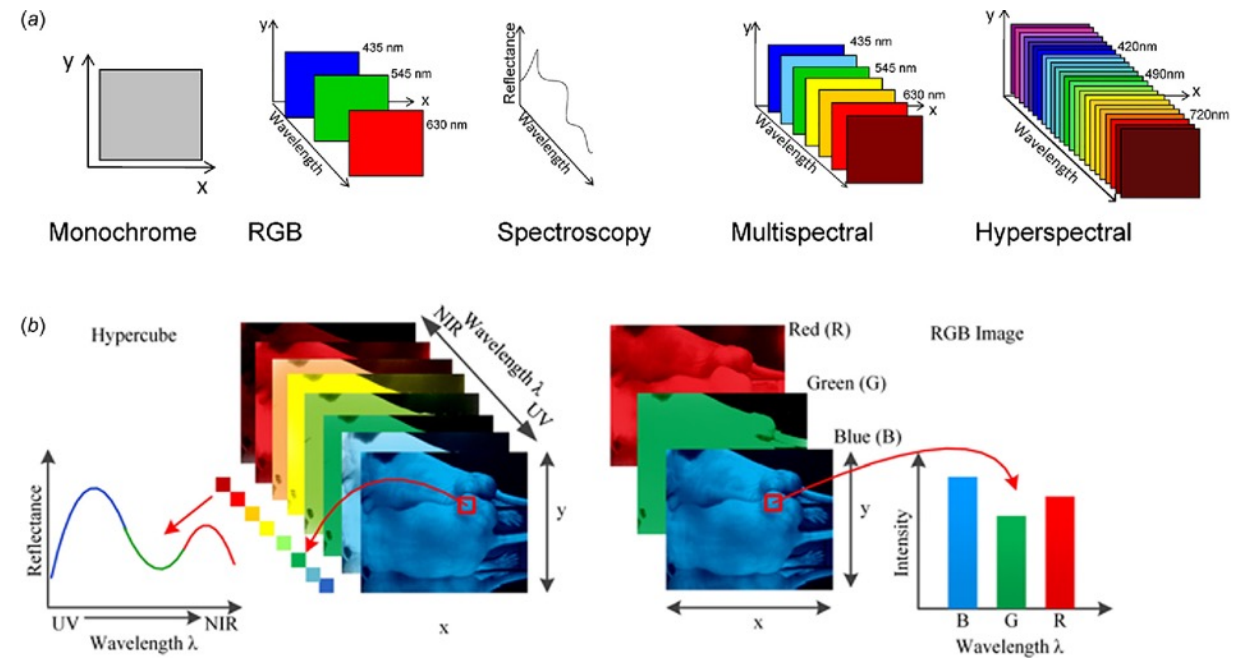 (a)
y
x
Monochrome
y
435 nm
545 nm
x
630 nm
Wavelength
RGB
Reflectance
Wavelength
Spectroscopy
y
435 nm
545 nm
630 nm
x
Wavelength
Multispectral
y
420nm
490nm
x
720nm
Wavelength
Hyperspectral
(b)
Hypercube
NIR
Wavelength λ
UV
Reflectance
UV
NIR
Wavelength λ
y
x
Red (R)
Green (G)
Blue (B)
y
x
RGB Image
Intensity
B G R
Wavelength λ